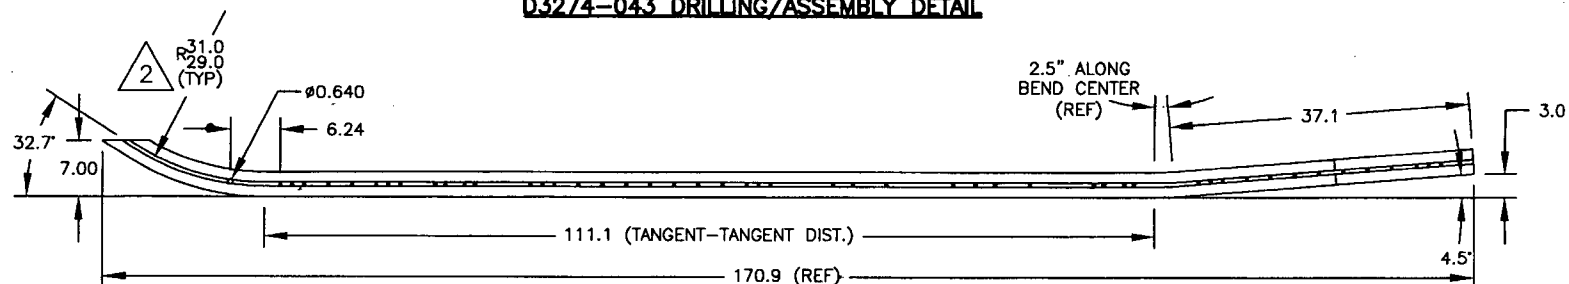 D3274-043 DRILLING/ASSEMBLY DETAIL
2
R31.0
29.0
(TYP)
2.5" ALONG
BEND CENTER
(REF)
Ø0.640
6.24
37.1
3.0
32.7°
7.00
111.1 (TANGENT-TANGENT DIST.)
4.5°
170.9 (REF)